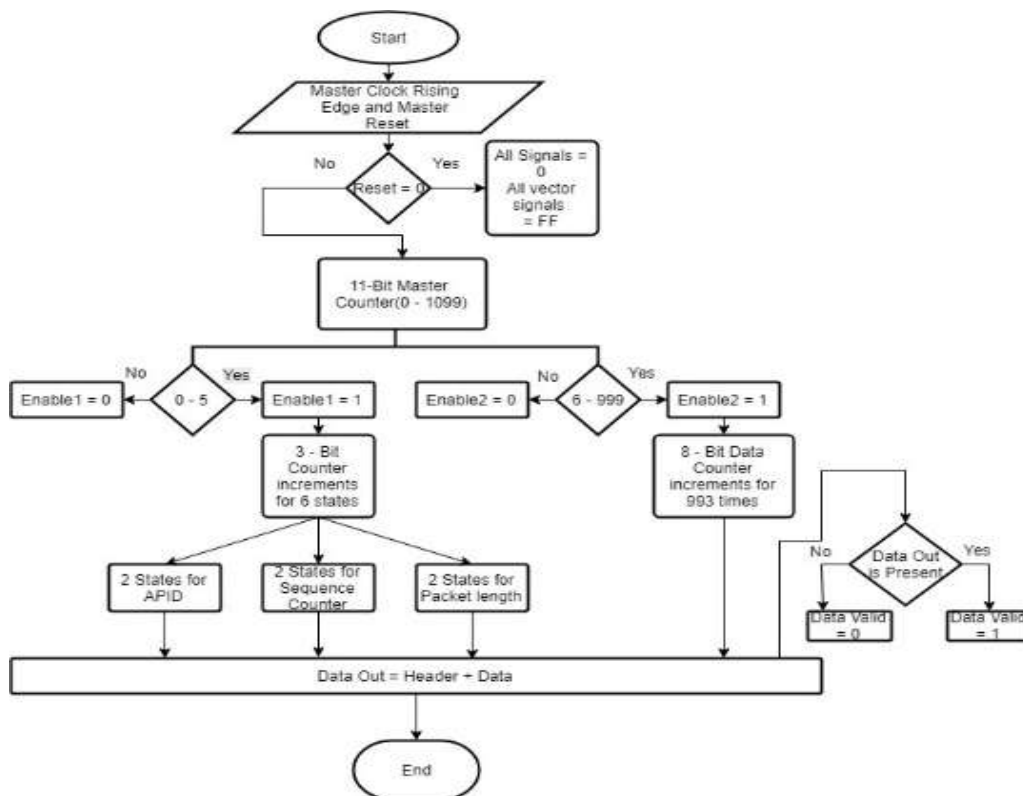 Start
Master Clock Rising
Edge and Master
Reset
No
Yes
Reset = 0
All Signals =
0
All vector
signals
= FF
11-Bit Master
Counter(0 - 1099)
No
Yes
Enable1 = 0
0 - 5
Enable1 = 1
No
Yes
Enable2 = 0
6 - 999
Enable2 = 1
3 - Bit
Counter
increments
for 6 states
8 - Bit Data
Counter
increments for
993 times
2 States for
APID
2 States for
Sequence
Counter
2 States for
Packet length
No
Yes
Data Out
is Present
Data Valid
= 0
Data Valid
= 1
Data Out = Header + Data
End